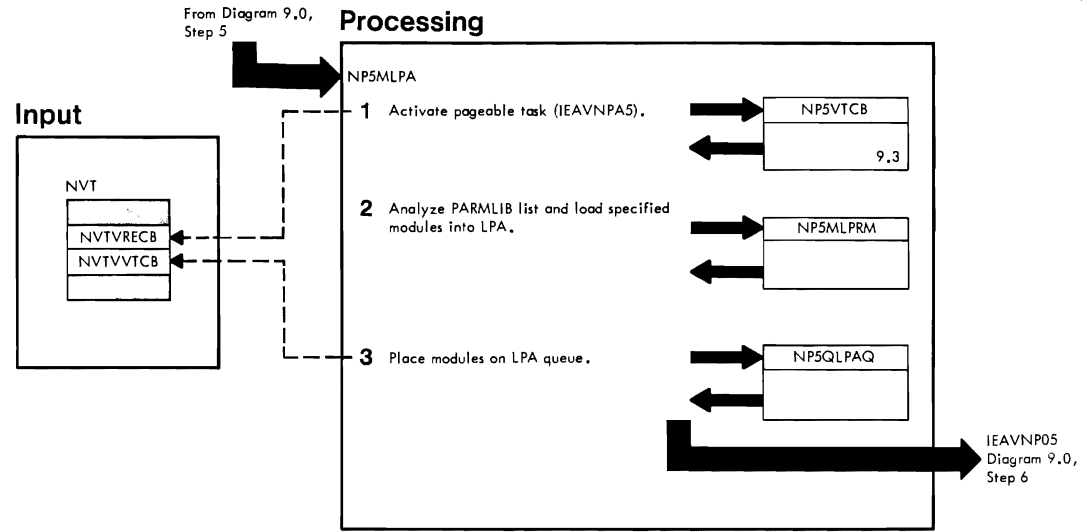 From Diagram 9.0,
Step 5
Processing
NP5MLPA
Input
NVT
NVTVRECB
NVTVVTCB
1 Activate pageable task (IEAVNPA5).
NP5VTCB
9.3
2 Analyze PARMLIB list and load specified
modules into LPA.
NP5MLPRM
3 Place modules on LPA queue.
NP5QLPAQ
IEAVNP05
Diagram 9.0,
Step 6